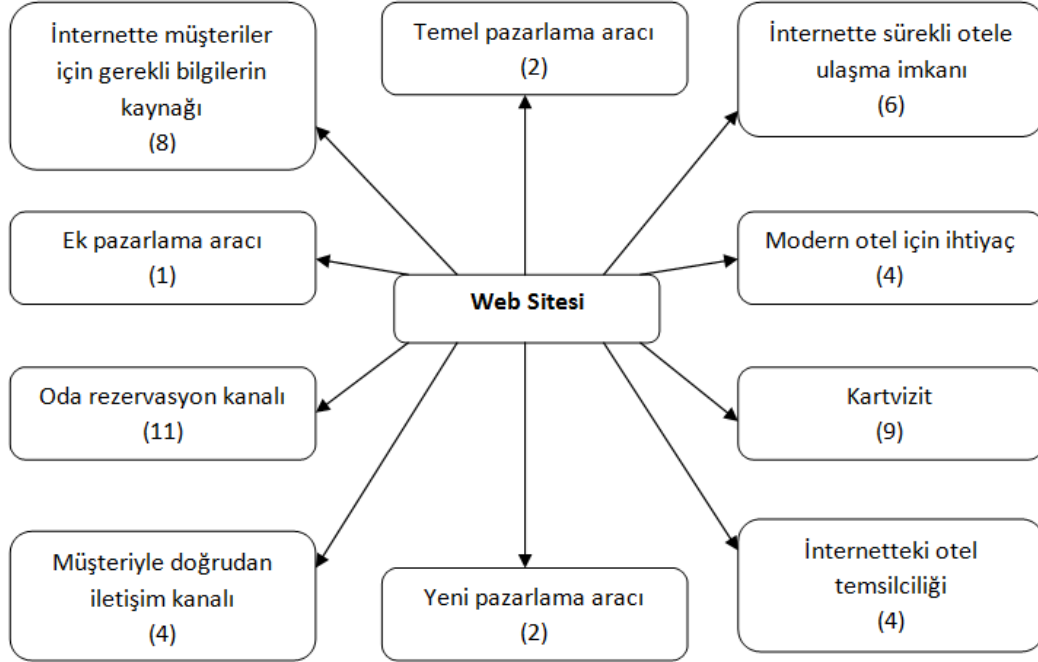 İnternette müşteriler
için gerekli bilgilerin
kaynağı
(8)
Temel pazarlama aracı
(2)
İnternette sürekli otele
ulaşma imkanı
(6)
Ek pazarlama aracı
(1)
Modern otel için ihtiyaç
(4)
Web Sitesi
Oda rezervasyon kanalı
(11)
Kartvizit
(9)
Müşteriyle doğrudan
iletişim kanalı
(4)
Yeni pazarlama aracı
(2)
İnternetteki otel
temsilciliği
(4)